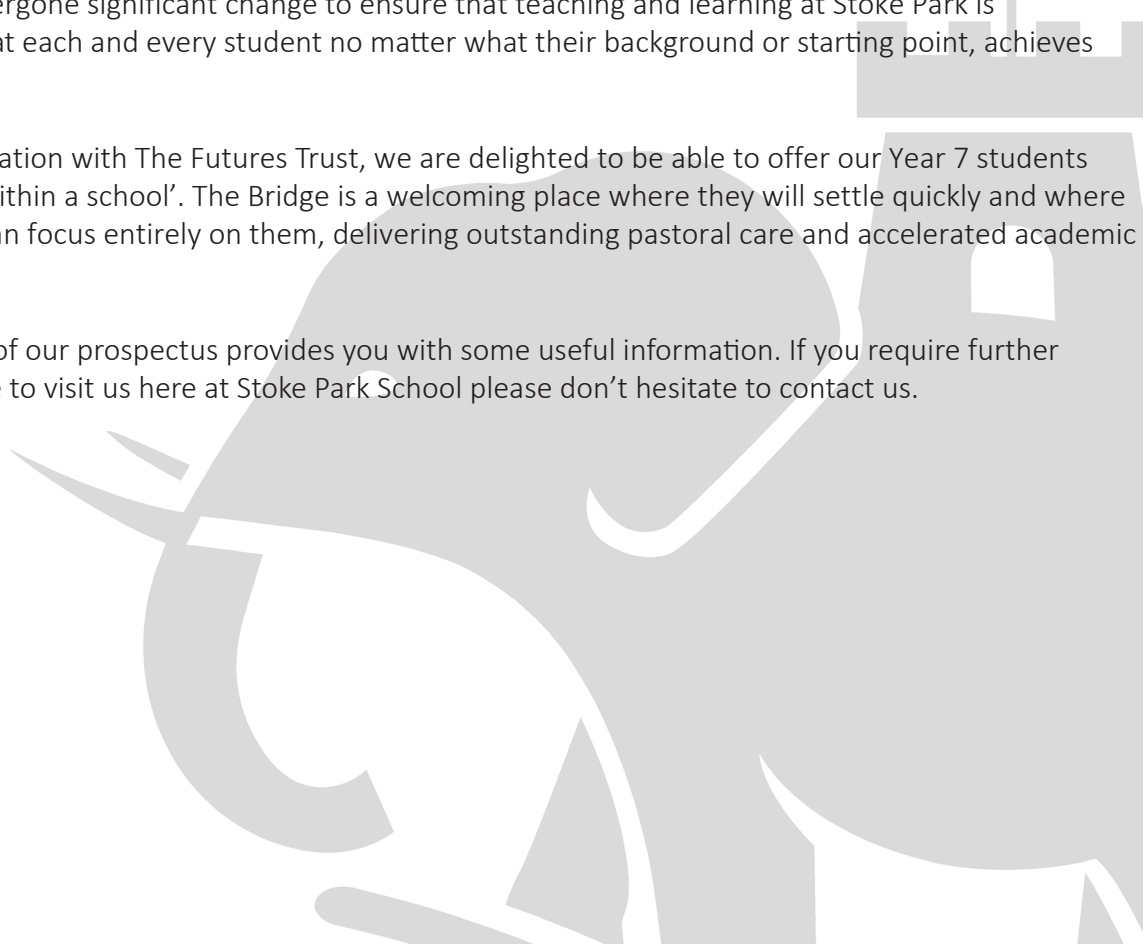 ergone significant change to ensure that teaching and learning at Stoke Park is
at each and every student no matter what their background or starting point, achieves
ation with The Futures Trust, we are delighted to be able to offer our Year 7 students
ithin a school’. The Bridge is a welcoming place where they will settle quickly and where
an focus entirely on them, delivering outstanding pastoral care and accelerated academic
of our prospectus provides you with some useful information. If you require further
e to visit us here at Stoke Park School please don’t hesitate to contact us.